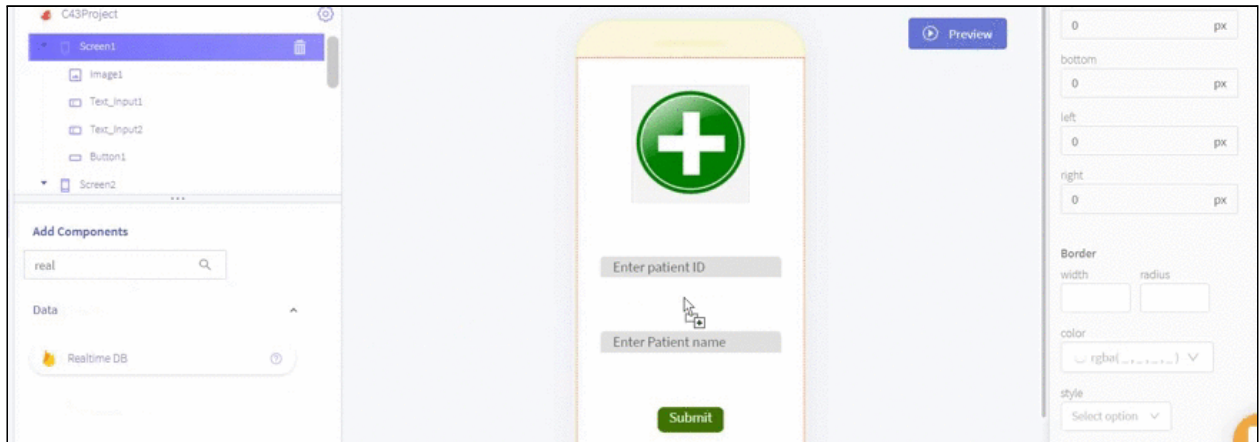 C43Project
Screen1
Image1
Text_Input1
Text_Input2
Button1
Screen2
Add Components
real
Data
Realtime DB
Enter patient ID
Enter Patient name
Submit
Preview
0 px
bottom
0 px
left
0 px
right
0 px
Border
width radius
color
rgba(_,_,_,_)
style
Select option